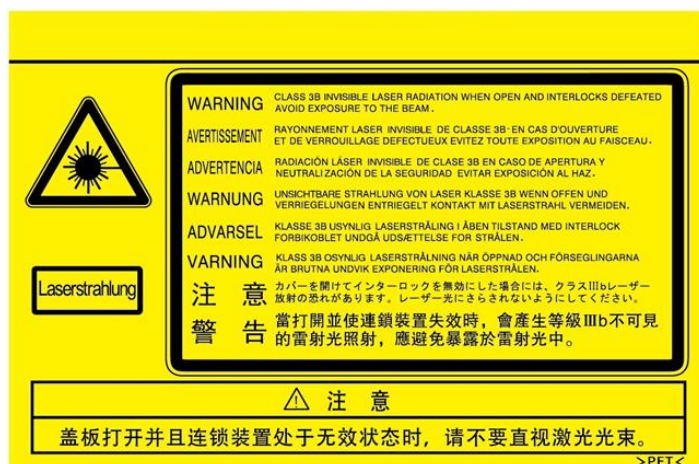 WARNING CLASS 3B INVISIBLE LASER RADIATION WHEN OPEN AND INTERLOCKS DEFEATED
AVOID EXPOSURE TO THE BEAM.
AVERTISSEMENT RAYONNEMENT LASER INVISIBLE DE CLASSE 3B-EN CAS D'OUVERTURE
ET DE VERROUILLAGE DEFECTUEUX EVITEZ TOUTE EXPOSITION AU FAISCEAU.
ADVERTENCIA RADIACIÓN LÁSER INVISIBLE DE CLASE 3B EN CASO DE APERTURA Y
NEUTRALIZACIÓN DE LA SEGURIDAD EVITAR EXPOSICIÓN AL HAZ.
WARNUNG UNSICHTBARE STRAHLUNG VON LASER KLASSE 3B WENN OFFEN UND
VERRIEGELUNGEN ENTRIEGELT KONTAKT MIT LASERSTRAHL VERMEIDEN.
ADVARSEL KLASSE 3B USYNLIG LASERSTRÅLING I ÅBEN TILSTAND MED INTERLOCK
FORBIKOBLET UNDGÅ UDSÆTTELSE FOR STRÅLEN.
VARNING KLASS 3B OSYNLIG LASERSTRÅLNING NÄR ÖPPNAD OCH FÖRSEGLINGARNA
ÄR BRUTNA UNDVIK EXPONERING FÖR LASERSTRÅLEN.
注 意 カバーを開けてインターロックを無効にした場合には、クラスIIIbレーザー
放射の恐れがあります。レーザー光にさらされないようにしてください。
警 告 當打開並使連鎖裝置失效時，會產生等級IIIb不可見
的雷射光照射，應避免暴露於雷射光中。
Laserstrahlung
注 意
盖板打开并且连锁装置处于无效状态时，请不要直视激光光束。
>PET<